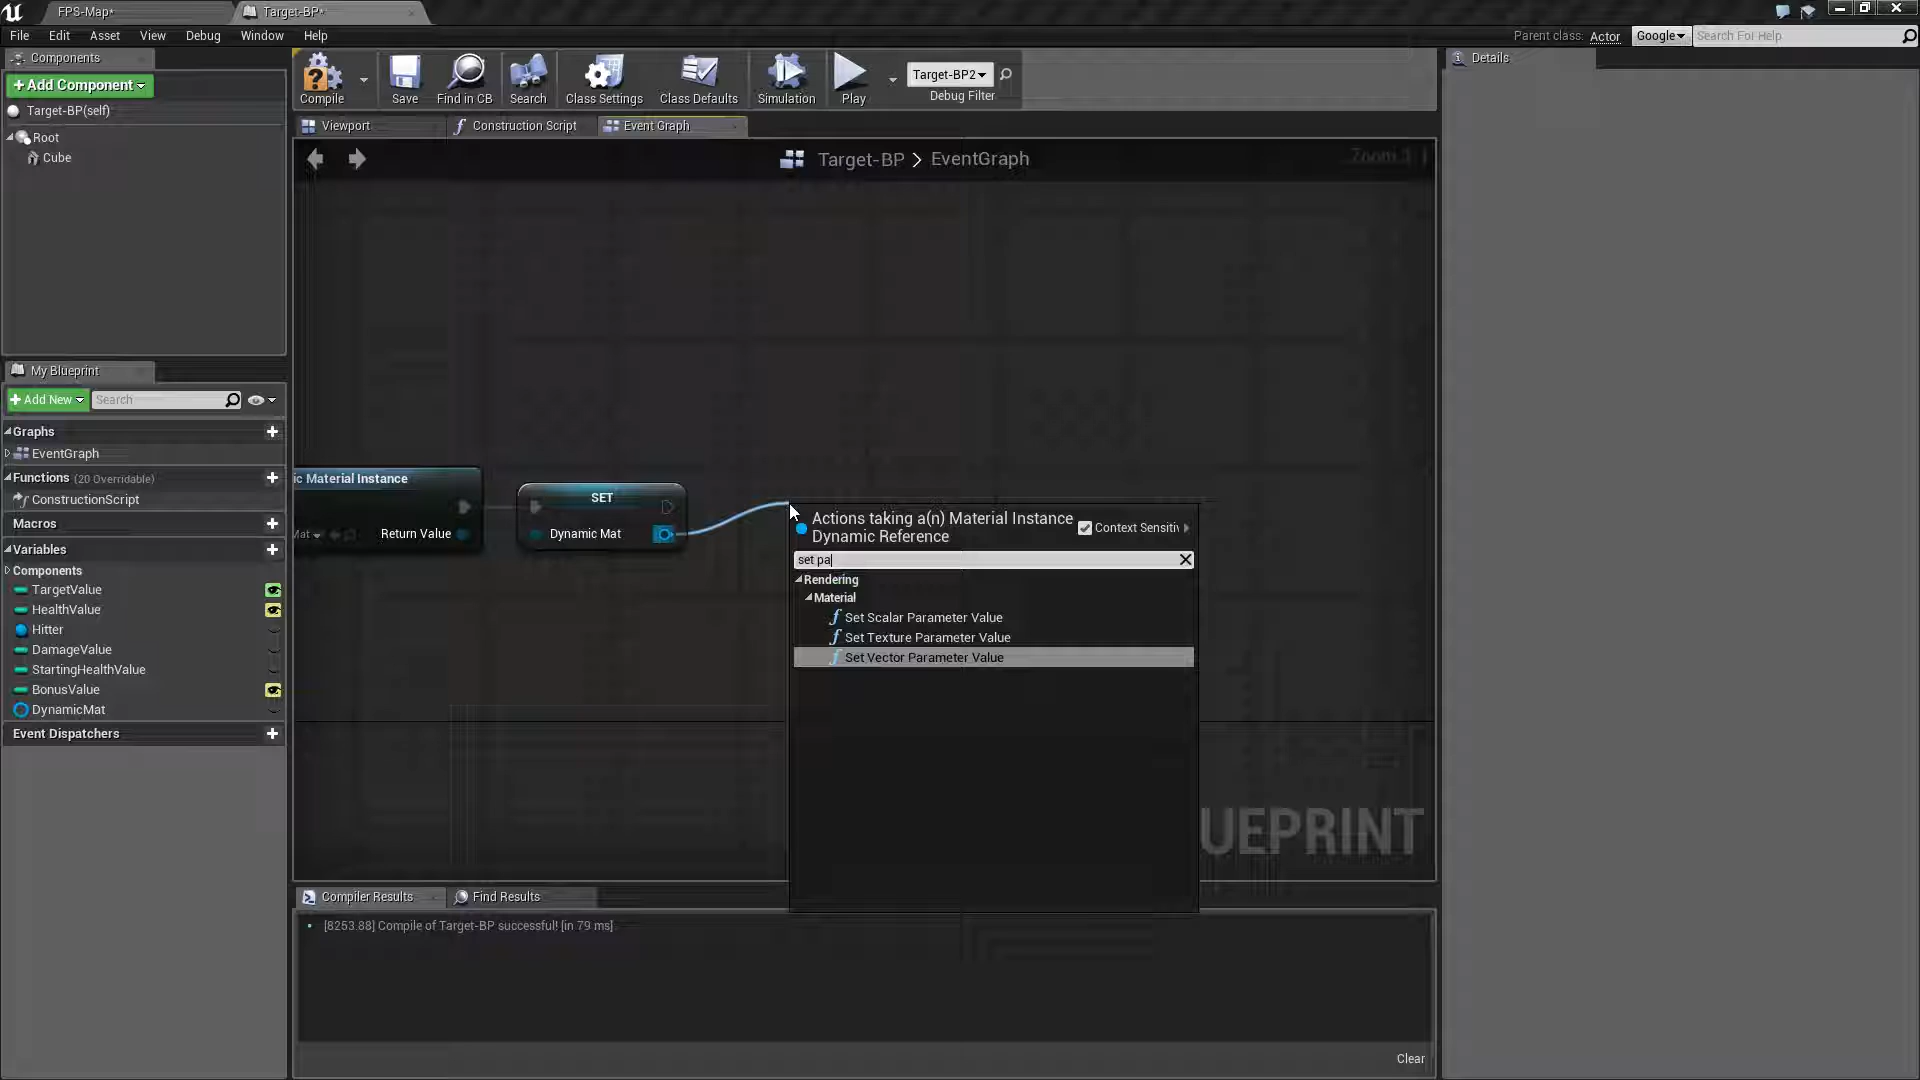 FPS-Map*
Target-BP*
File Edit Asset View Debug Window Help
Parent class: Actor Google Search For Help
Components
+Add Component
Target-BP(self)
Root
Cube
Compile
Save
Find in CB
Search
Class Settings
Class Defaults
Simulation
Play
Target-BP2
Debug Filter
Details
Viewport
Construction Script
Event Graph
Target-BP > EventGraph
Zoom 1:1
ic Material Instance
Mat
Return Value
SET
Dynamic Mat
Actions taking a(n) Material Instance
Dynamic Reference
Context Sensitiv
set pa
Rendering
Material
Set Scalar Parameter Value
Set Texture Parameter Value
Set Vector Parameter Value
UEPRINT
My Blueprint
+Add New Search
Graphs
EventGraph
Functions (20 Overridable)
ConstructionScript
Macros
Variables
Components
TargetValue
HealthValue
Hitter
DamageValue
StartingHealthValue
BonusValue
DynamicMat
Event Dispatchers
Compiler Results
Find Results
[8253.88] Compile of Target-BP successful! [in 79 ms]
Clear